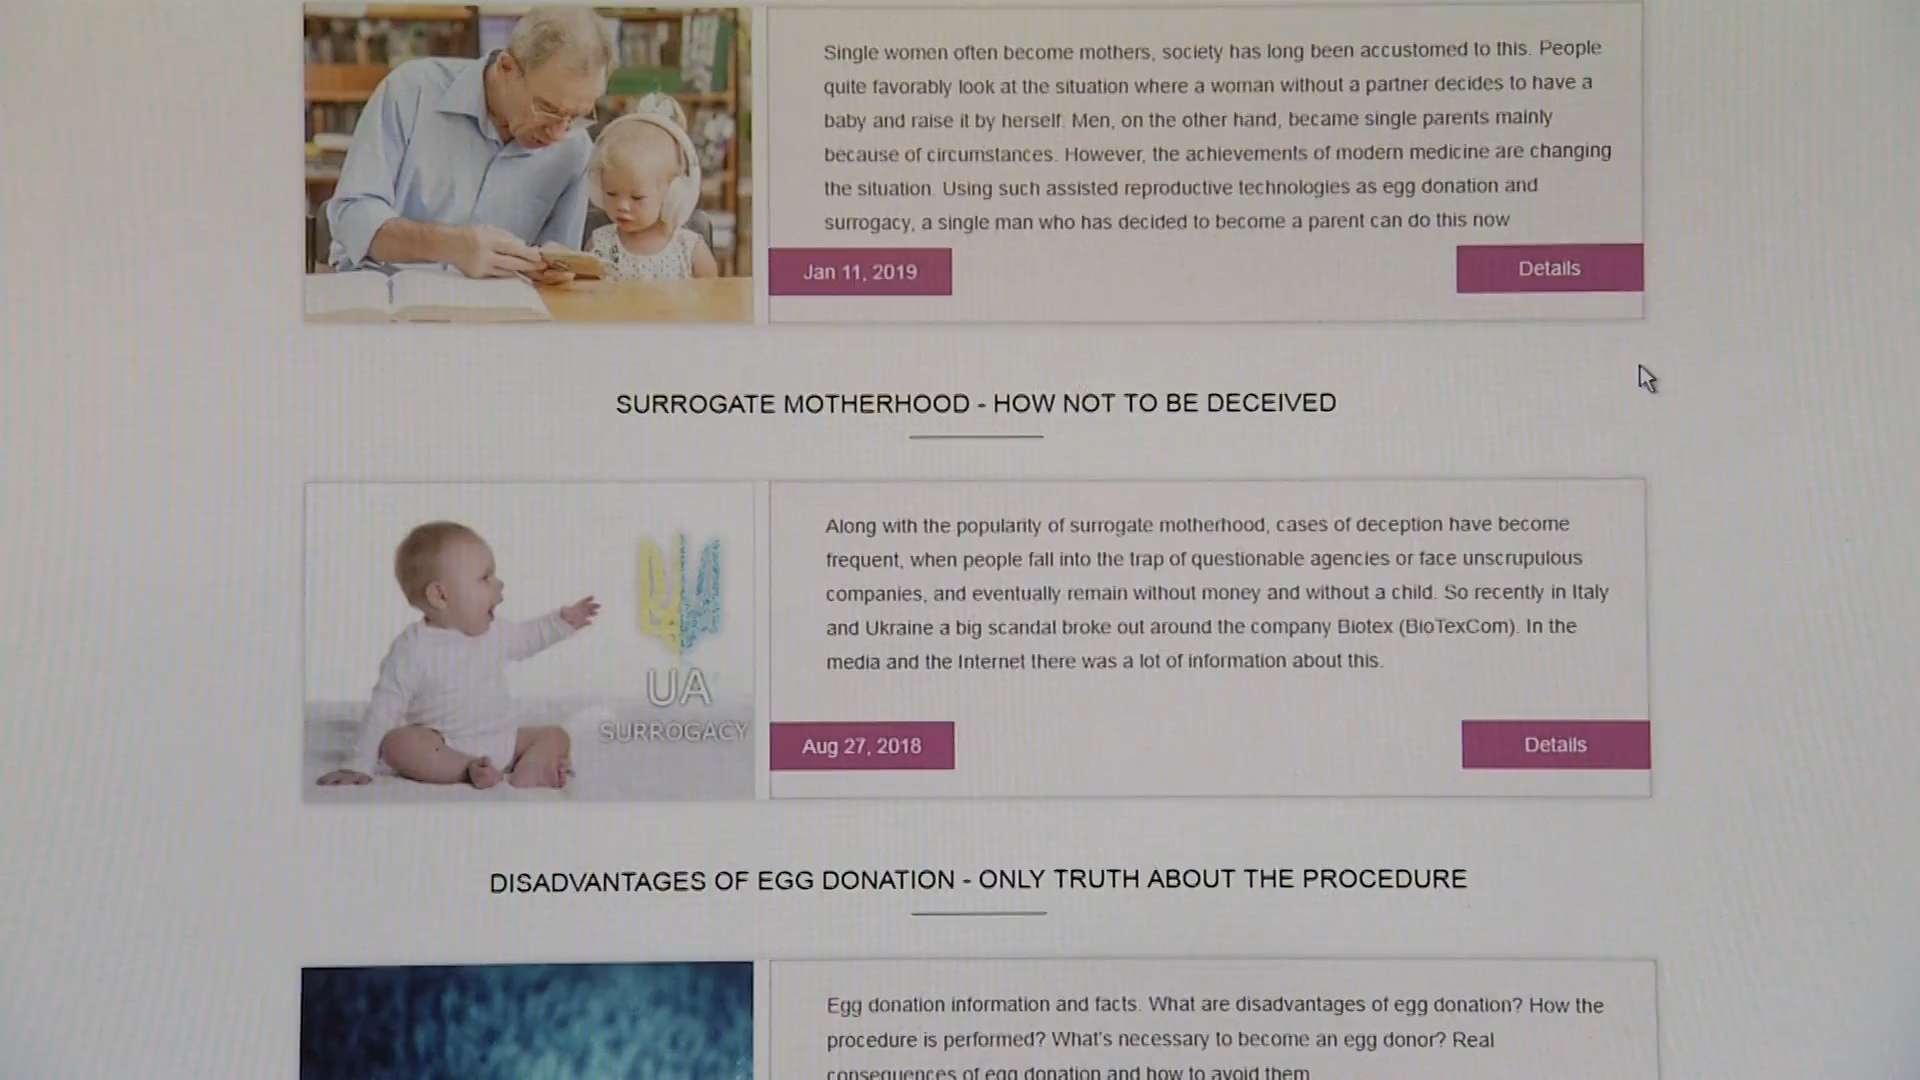 Single women often become mothers, society has long been accustomed to this. People
quite favorably look at the situation where a woman without a partner decides to have a
baby and raise it by herself. Men, on the other hand, became single parents mainly
because of circumstances. However, the achievements of modern medicine are changing
the situation. Using such assisted reproductive technologies as egg donation and
surrogacy, a single man who has decided to become a parent can do this now
Jan 11, 2019
Details
SURROGATE MOTHERHOOD - HOW NOT TO BE DECEIVED
Along with the popularity of surrogate motherhood, cases of deception have become
frequent, when people fall into the trap of questionable agencies or face unscrupulous
companies, and eventually remain without money and without a child. So recently in Italy
and Ukraine a big scandal broke out around the company Biotex (BioTexCom). In the
media and the Internet there was a lot of information about this.
UA
SURROGACY
Aug 27, 2018
Details
DISADVANTAGES OF EGG DONATION - ONLY TRUTH ABOUT THE PROCEDURE
Egg donation information and facts. What are disadvantages of egg donation? How the
procedure is performed? What's necessary to become an egg donor? Real
consequences of egg donation and how to avoid them